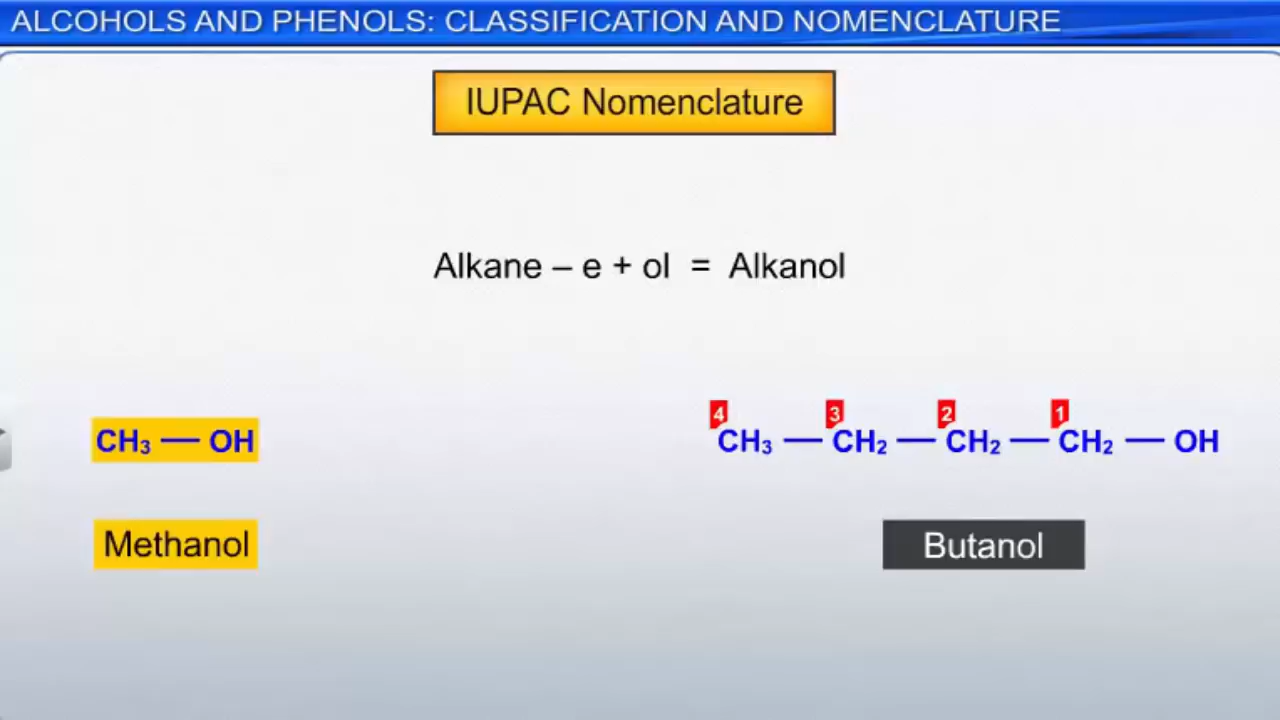 ALCOHOLS AND PHENOLS: CLASSIFICATION AND NOMENCLATURE
IUPAC Nomenclature
Alkane – e + ol = Alkanol
4 3 2 1
CH₃ — OH
CH₃ — CH₂ — CH₂ — CH₂ — OH
Methanol
Butanol